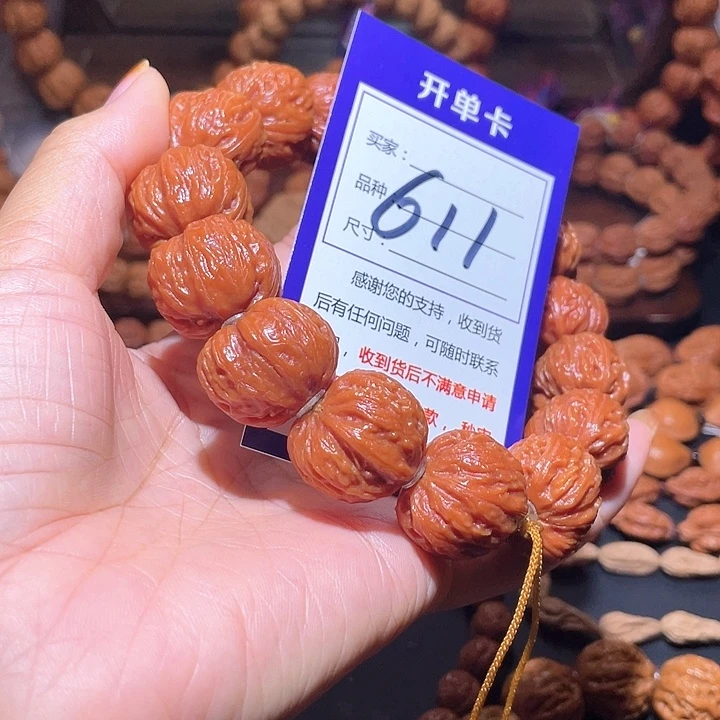 开单卡
买家：
品种
611
尺寸：
感谢您的支持，收到货
后有任何问题，可随时联系
，收到货后不满意申请
款，